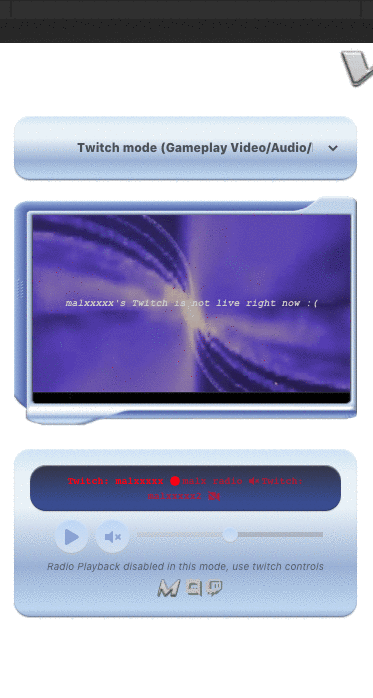 Twitch mode (Gameplay Video/Audio/
malxxxxx's Twitch is not live right now :(
Twitch: malxxxxx
malxxxxx
Radio Playback disabled in this mode, use twitch controls